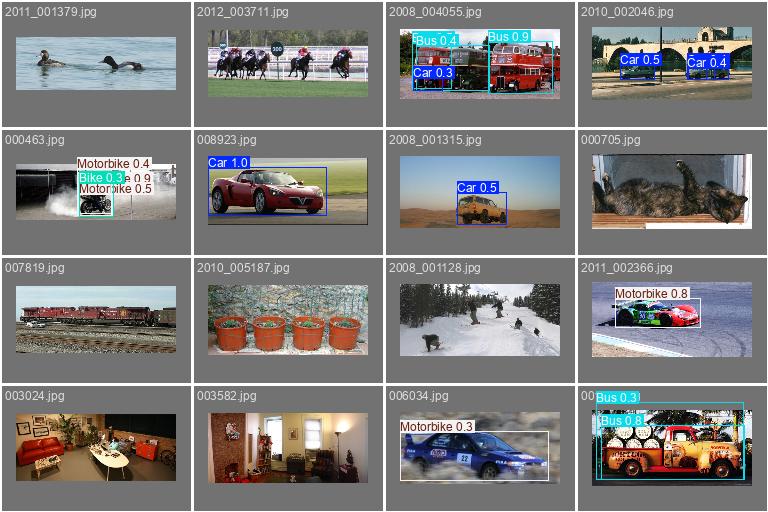 2011_001379.jpg
2012_003711.jpg
2008_004055.jpg
2010_002046.jpg
Bus 0.4
Bus 0.9
Car 0.3
Car 0.5
Car 0.4
000463.jpg
008923.jpg
2008_001315.jpg
000705.jpg
Motorbike 0.4
Bike 0.3
e 0.9
Motorbike 0.5
Car 1.0
Car 0.5
007819.jpg
2010_005187.jpg
2008_001128.jpg
2011_002366.jpg
Motorbike 0.8
003024.jpg
003582.jpg
006034.jpg
00
Bus 0.3
Motorbike 0.3
22
Bus 0.8